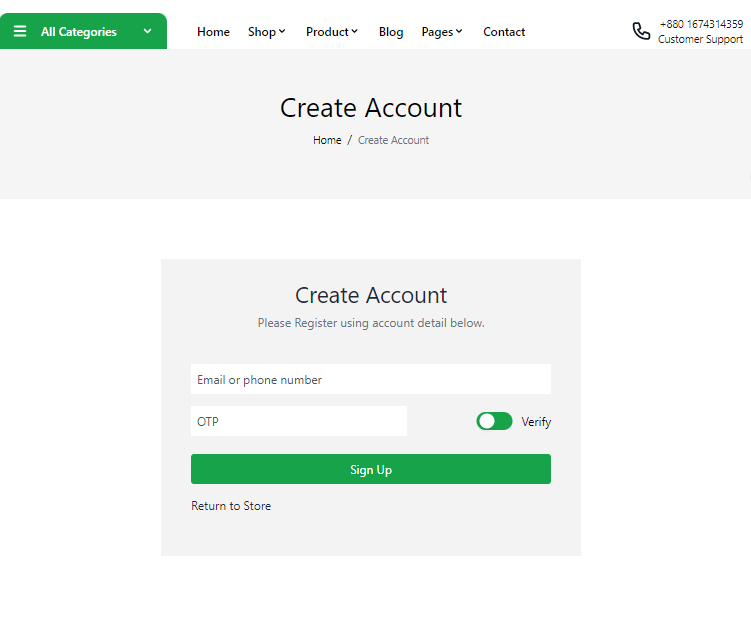 All Categories
Home Shop Product Blog Pages Contact
+880 1674314359
Customer Support
Create Account
Home / Create Account
Create Account
Please Register using account detail below.
Email or phone number
OTP
Verify
Sign Up
Return to Store